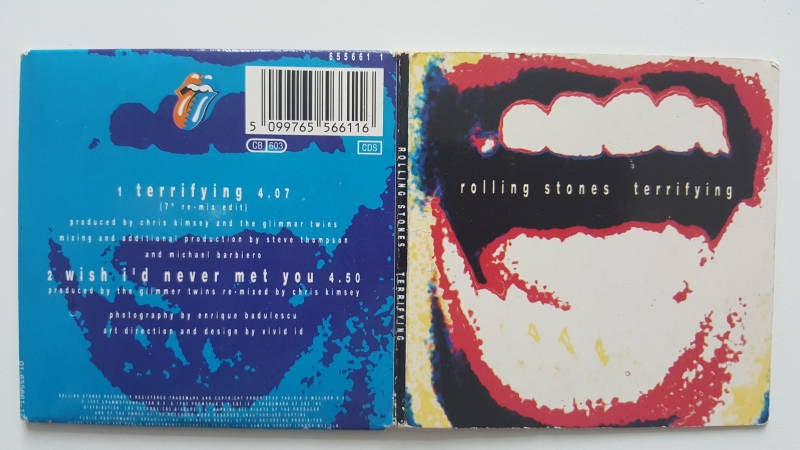 655661 1
5 099765 566116
CB 603
CDS
1 terrifying 4.07
(7" re-mix edit)
produced by chris kimsey and the glimmer twins
mixing and additional production by steve thompson
and michael barbiero
2 wish i'd never met you 4.50
produced by the glimmer twins re-mixed by chris kimsey
photography by enrique badulescu
art direction and design by vivid id
ROLLING STONES TERRIFYING
rolling stones terrifying